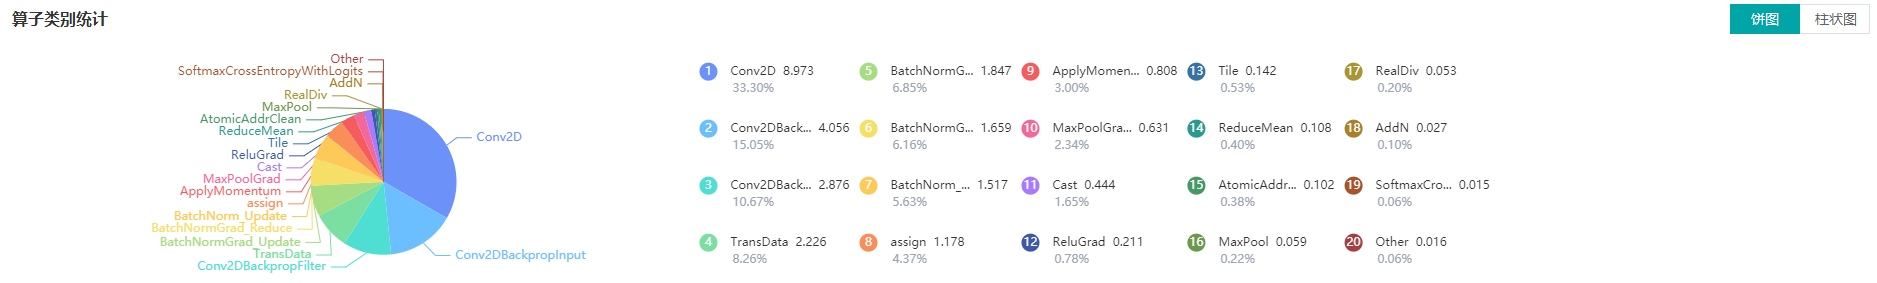 算子类别统计
饼图
柱状图
Other
SoftmaxCrossEntropyWithLogits
AddN
RealDiv
MaxPool
AtomicAddrClean
ReduceMean
Tile
ReluGrad
Cast
MaxPoolGrad
ApplyMomentum
assign
BatchNorm_Update
BatchNormGrad_Reduce
BatchNormGrad_Update
TransData
Conv2DBackpropFilter
Conv2D
Conv2DBackpropInput
1 Conv2D 8.973
33.30%
2 Conv2DBack... 4.056
15.05%
3 Conv2DBack... 2.876
10.67%
4 TransData 2.226
8.26%
5 BatchNormG... 1.847
6.85%
6 BatchNormG... 1.659
6.16%
7 BatchNorm_... 1.517
5.63%
8 assign 1.178
4.37%
9 ApplyMomen... 0.808
3.00%
10 MaxPoolGra... 0.631
2.34%
11 Cast 0.444
1.65%
12 ReluGrad 0.211
0.78%
13 Tile 0.142
0.53%
14 ReduceMean 0.108
0.40%
15 AtomicAddr... 0.102
0.38%
16 MaxPool 0.059
0.22%
17 RealDiv 0.053
0.20%
18 AddN 0.027
0.10%
19 SoftmaxCro... 0.015
0.06%
20 Other 0.016
0.06%